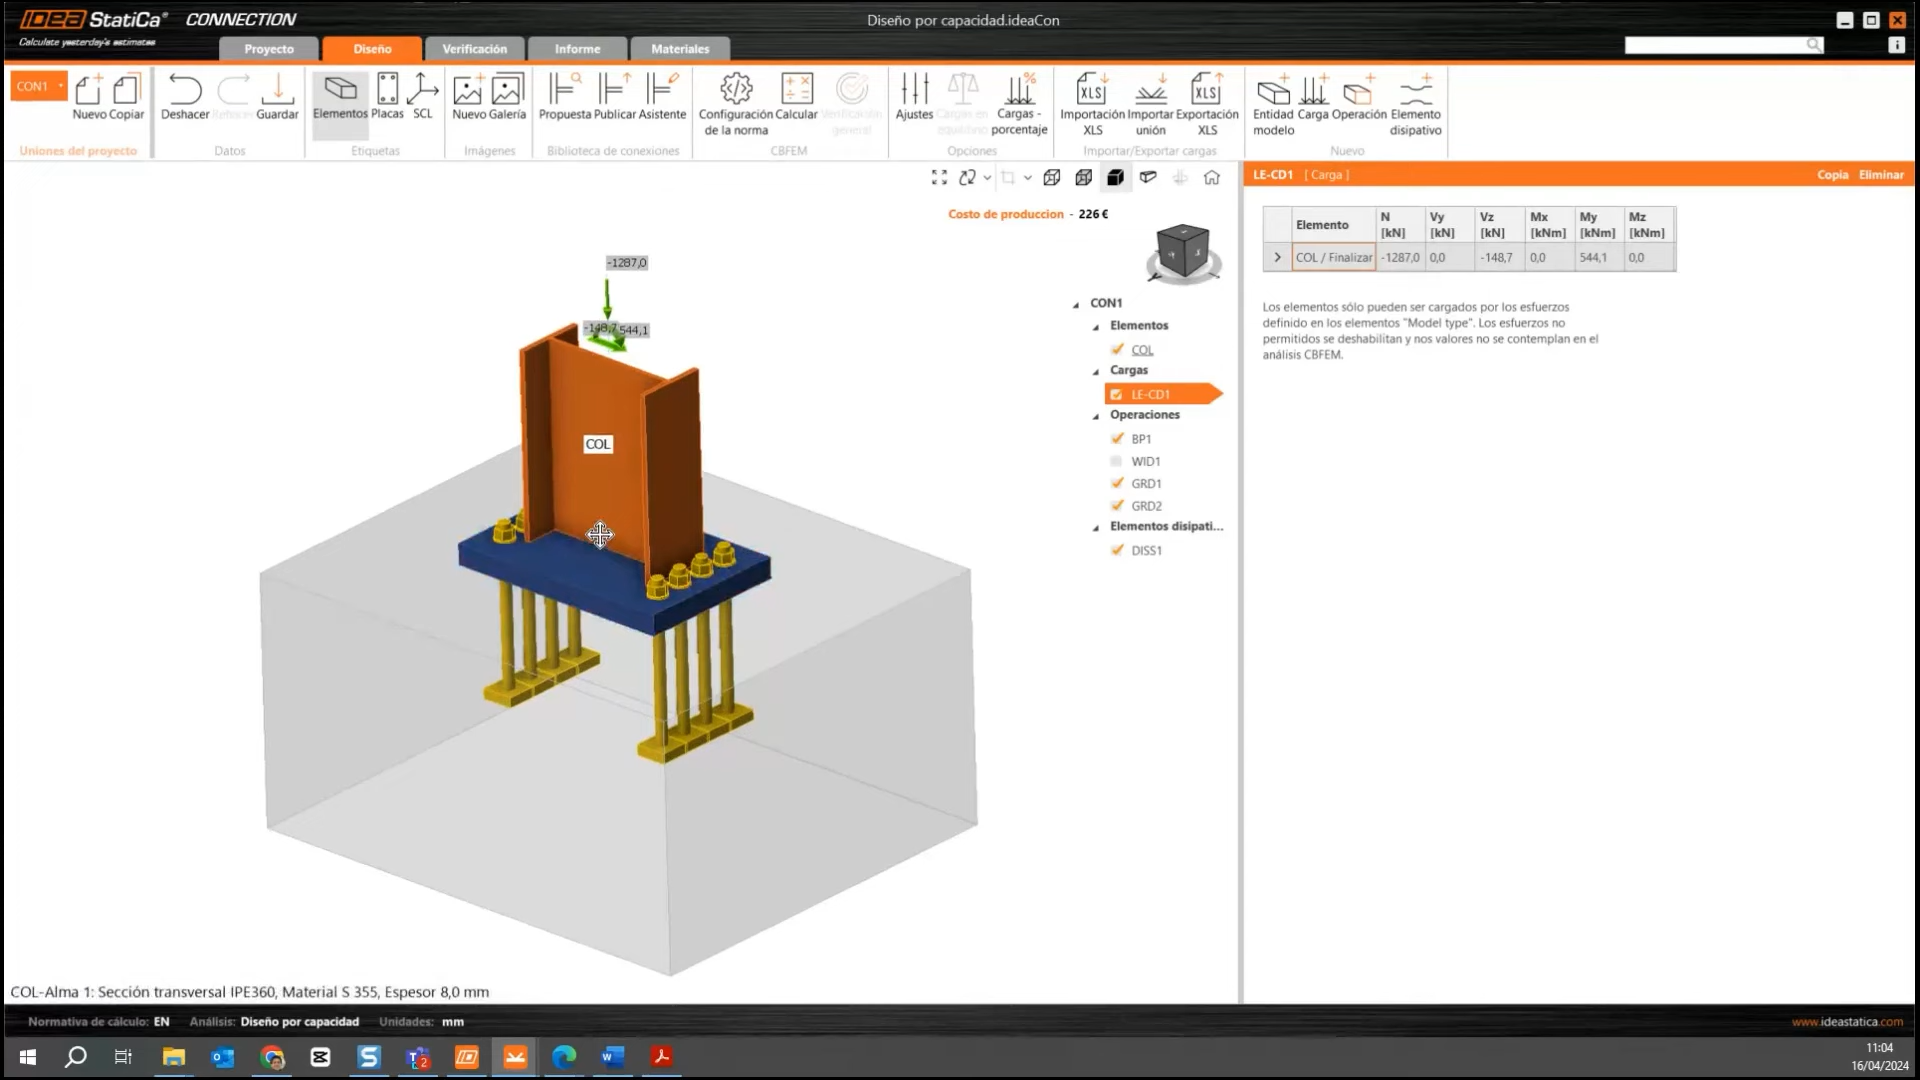 IDEA StatiCa® CONNECTION
Calculate yesterday's estimates
Diseño por capacidad.ideaCon
Proyecto Diseño Verificación Informe Materiales
CON1
Nuevo Copiar
Uniones del proyecto
Deshacer Rehacer Guardar
Datos
Elementos Placas SCL
Etiquetas
Nuevo Galería
Imágenes
Propuesta Publicar Asistente
Biblioteca de conexiones
Configuración de la norma
Calcular
Verificación general
CBFEM
Ajustes
Cargas en equilibrio
Cargas - porcentaje
Opciones
Importación XLS
Importar unión
Exportación XLS
Importar/Exportar cargas
Entidad modelo
Carga
Operación
Elemento disipativo
Nuevo
Costo de produccion - 226 €
-1287,0
-148,7
544,1
COL
CON1
Elementos
COL
Cargas
LE-CD1
Operaciones
BP1
WID1
GRD1
GRD2
Elementos disipati...
DISS1
LE-CD1 [ Carga ]
Copia Eliminar
Elemento N [kN] Vy [kN] Vz [kN] Mx [kNm] My [kNm] Mz [kNm]
COL / Finalizar -1287,0 0,0 -148,7 0,0 544,1 0,0
Los elementos sólo pueden ser cargados por los esfuerzos
definido en los elementos "Model type". Los esfuerzos no
permitidos se deshabilitan y nos valores no se contemplan en el
análisis CBFEM.
COL-Alma 1: Sección transversal IPE360, Material S 355, Espesor 8,0 mm
Normativa de cálculo: EN Análisis: Diseño por capacidad Unidades: mm
www.ideastatica.com
11:04
16/04/2024